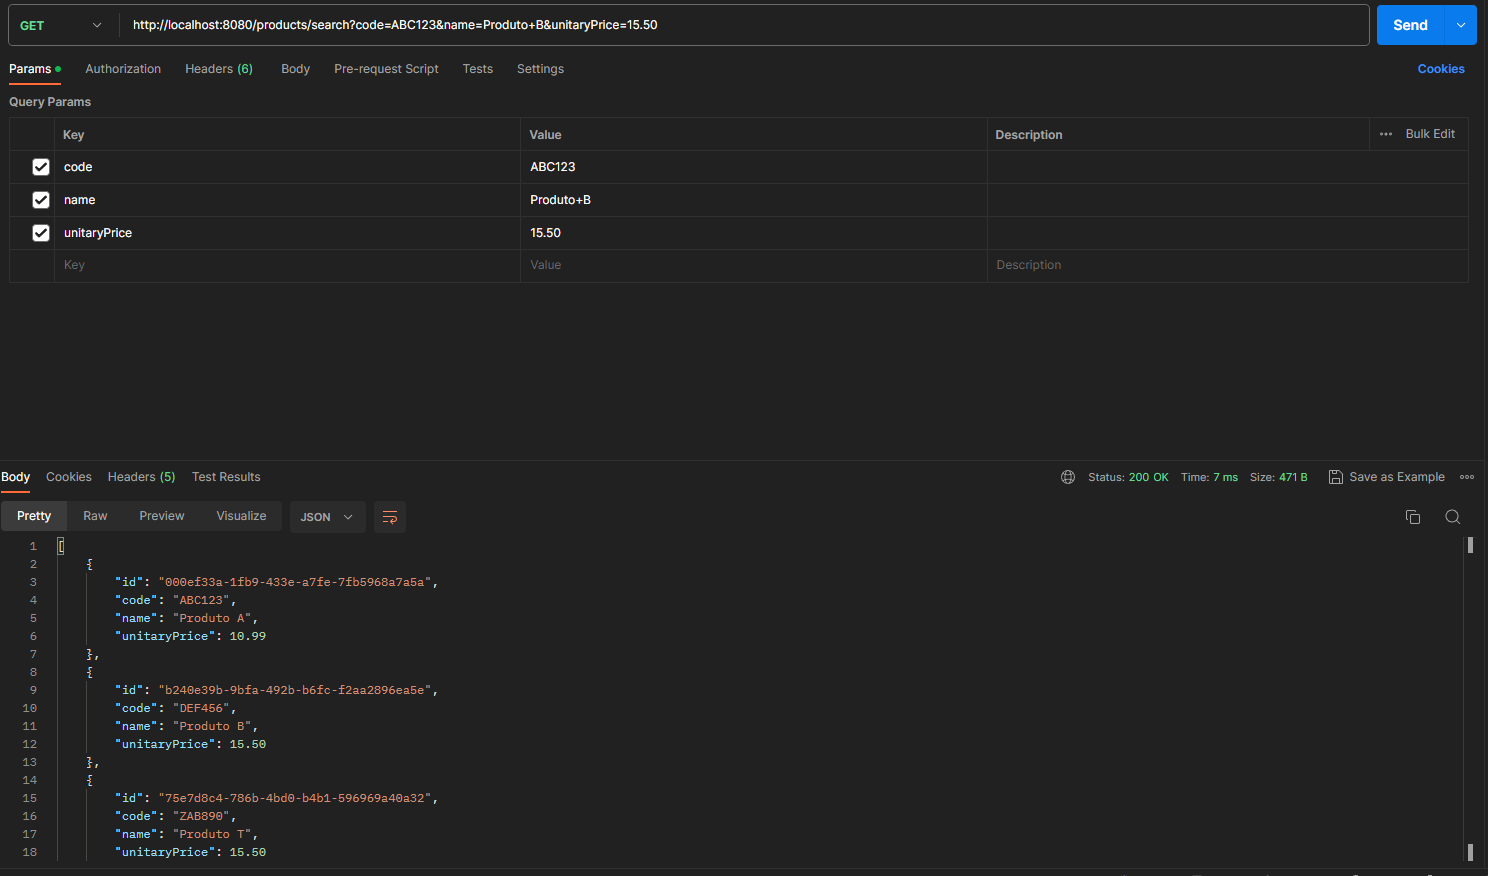 GET http://localhost:8080/products/search?code=ABC123&name=Produto+B&unitaryPrice=15.50 Send
Params Authorization Headers (6) Body Pre-request Script Tests Settings Cookies
Query Params
Key Value Description Bulk Edit
code ABC123
name Produto+B
unitaryPrice 15.50
Key Value Description
Body Cookies Headers (5) Test Results Status: 200 OK Time: 7 ms Size: 471 B Save as Example
Pretty Raw Preview Visualize JSON
1 [
2 {
3 "id": "000ef33a-1fb9-433e-a7fe-7fb5968a7a5a",
4 "code": "ABC123",
5 "name": "Produto A",
6 "unitaryPrice": 10.99
7 },
8 {
9 "id": "b240e39b-9bfa-492b-b6fc-f2aa2896ea5e",
10 "code": "DEF456",
11 "name": "Produto B",
12 "unitaryPrice": 15.50
13 },
14 {
15 "id": "75e7d8c4-786b-4bd0-b4b1-596969a40a32",
16 "code": "ZAB890",
17 "name": "Produto T",
18 "unitaryPrice": 15.50